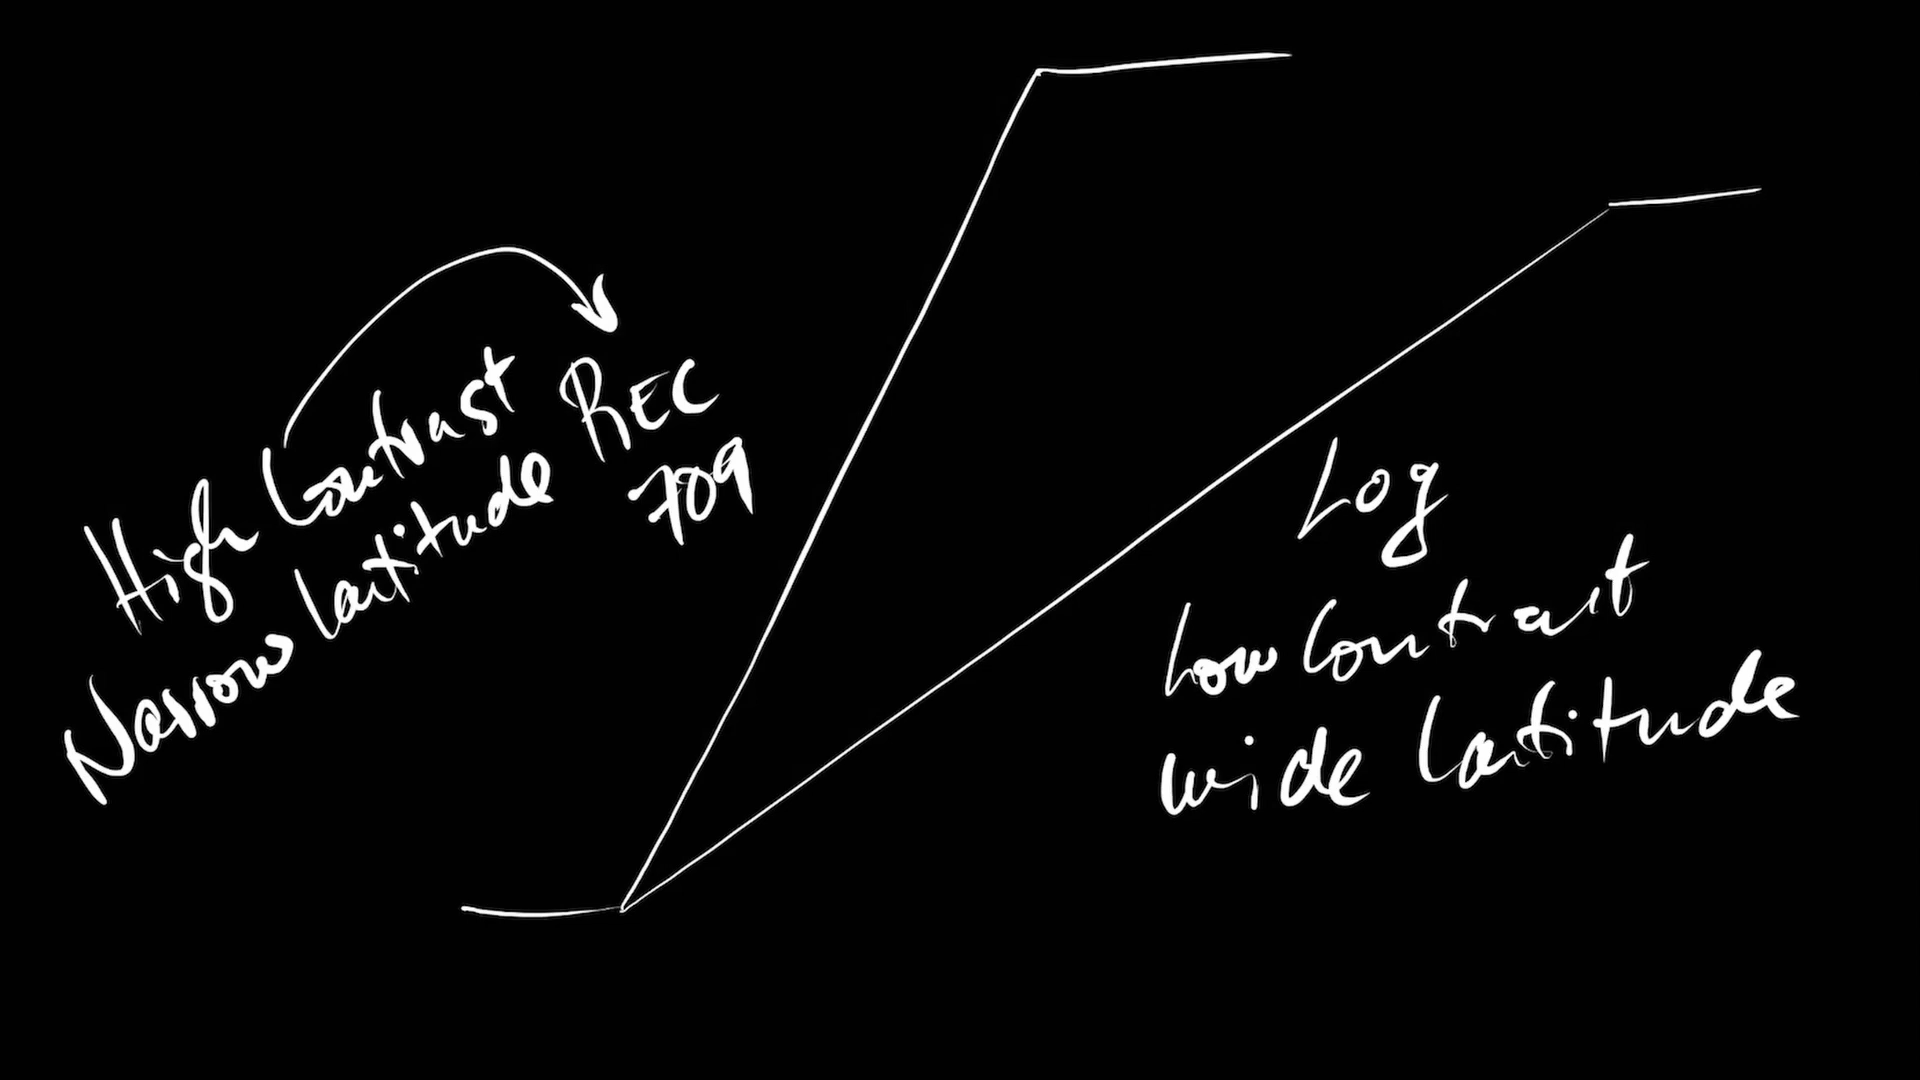 High Contrast
Narrow latitude
REC
709
Log
Low Contrast
wide latitude